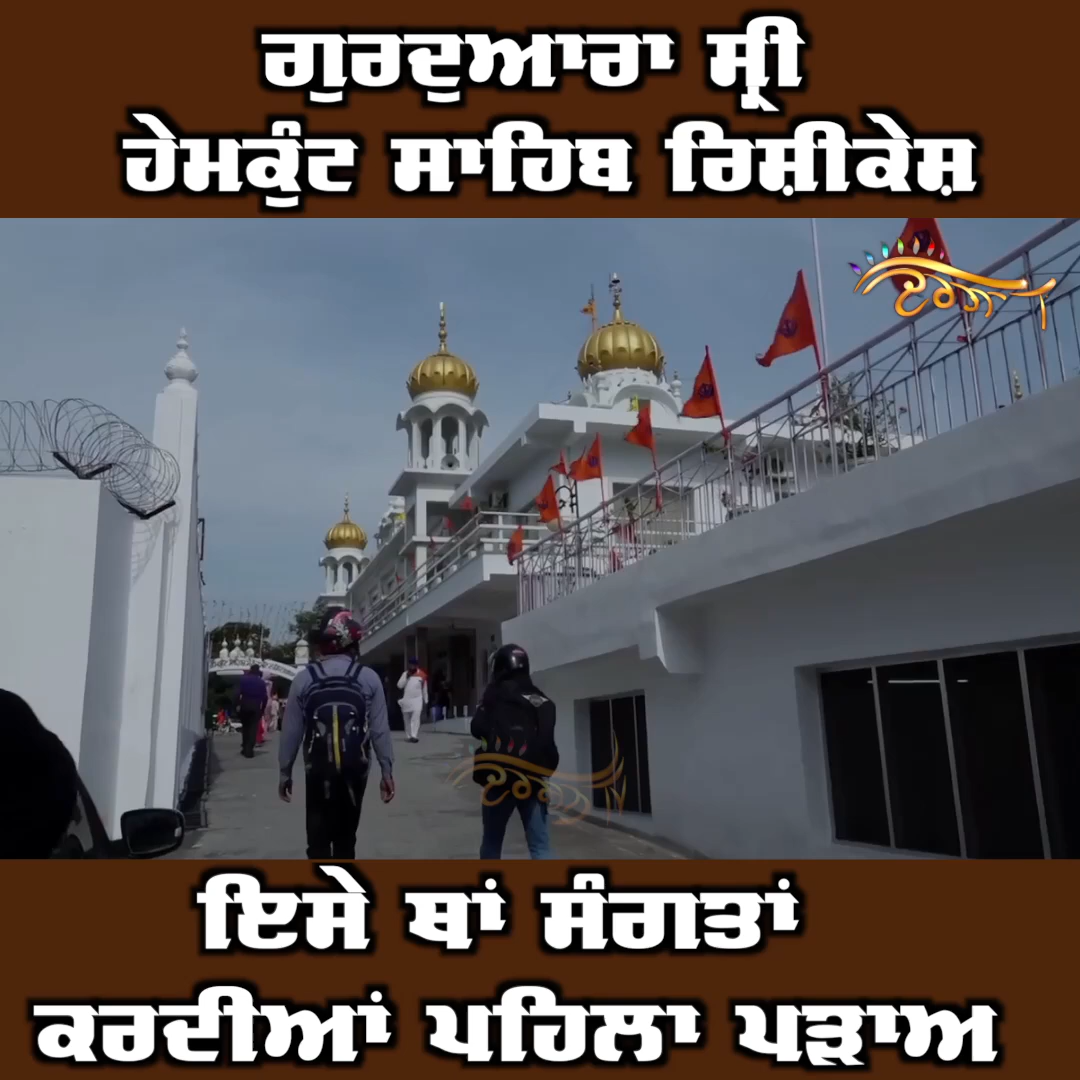 ਗੁਰਦੁਆਰਾ ਸ੍ਰੀ
ਹੇਮਕੁੰਟ ਸਾਹਿਬ ਰਿਸ਼ੀਕੇਸ਼
ਇਸੇ ਥਾਂ ਸੰਗਤਾਂ
ਕਰਦੀਆਂ ਪਹਿਲਾ ਪੜਾਅ